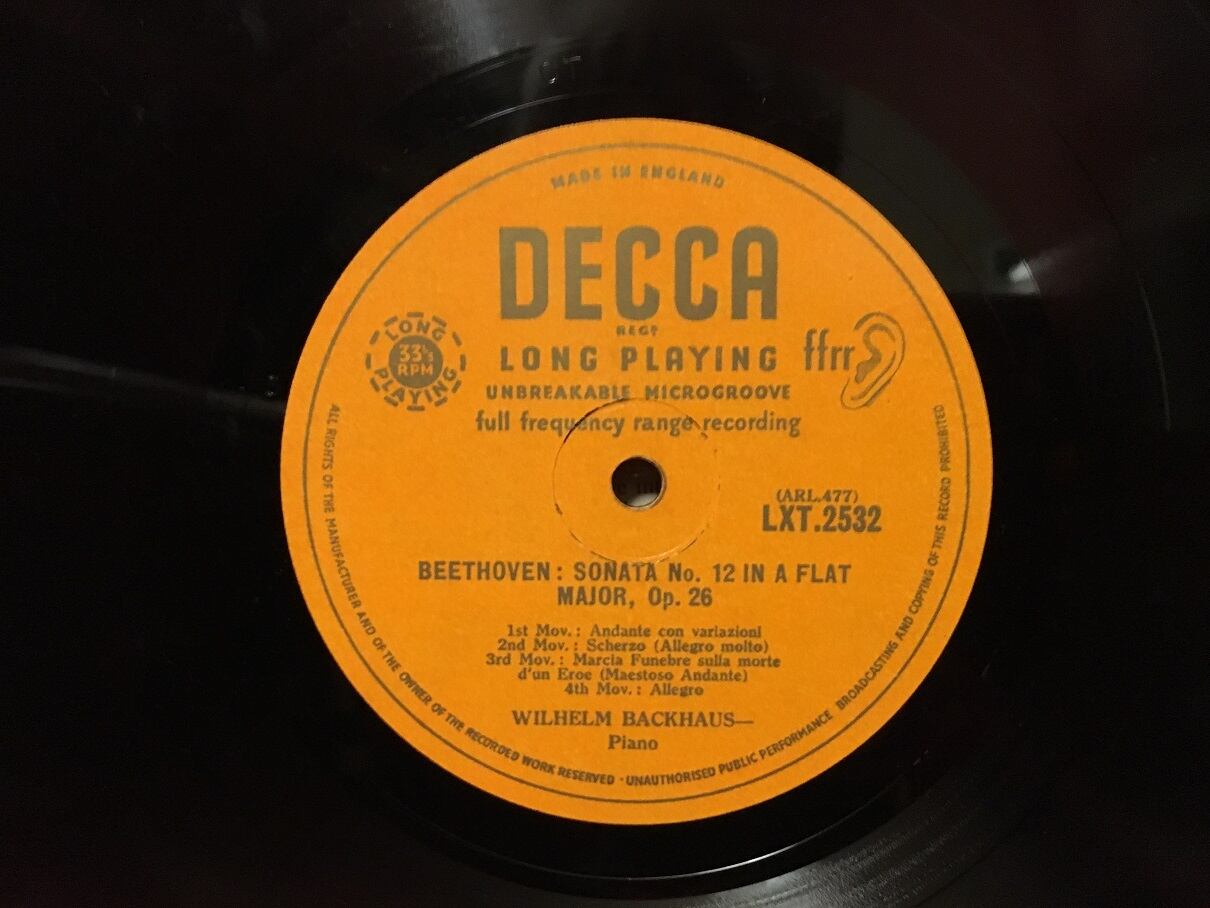 MADE IN ENGLAND
DECCA
REGD
LONG PLAYING
ffrr
LONG
33⅓
RPM
PLAYING
UNBREAKABLE MICROGROOVE
full frequency range recording
(ARL.477)
LXT.2532
BEETHOVEN: SONATA No. 12 IN A FLAT
MAJOR, Op. 26
1st Mov.: Andante con variazioni
2nd Mov.: Scherzo (Allegro molto)
3rd Mov.: Marcia Funebre sulla morte
d'un Eroe (Maestoso Andante)
4th Mov.: Allegro
WILHELM BACKHAUS—
Piano
ALL RIGHTS OF THE MANUFACTURER AND OF THE OWNER OF THE RECORDED WORK RESERVED · UNAUTHORISED PUBLIC PERFORMANCE BROADCASTING AND COPYING OF THIS RECORD PROHIBITED